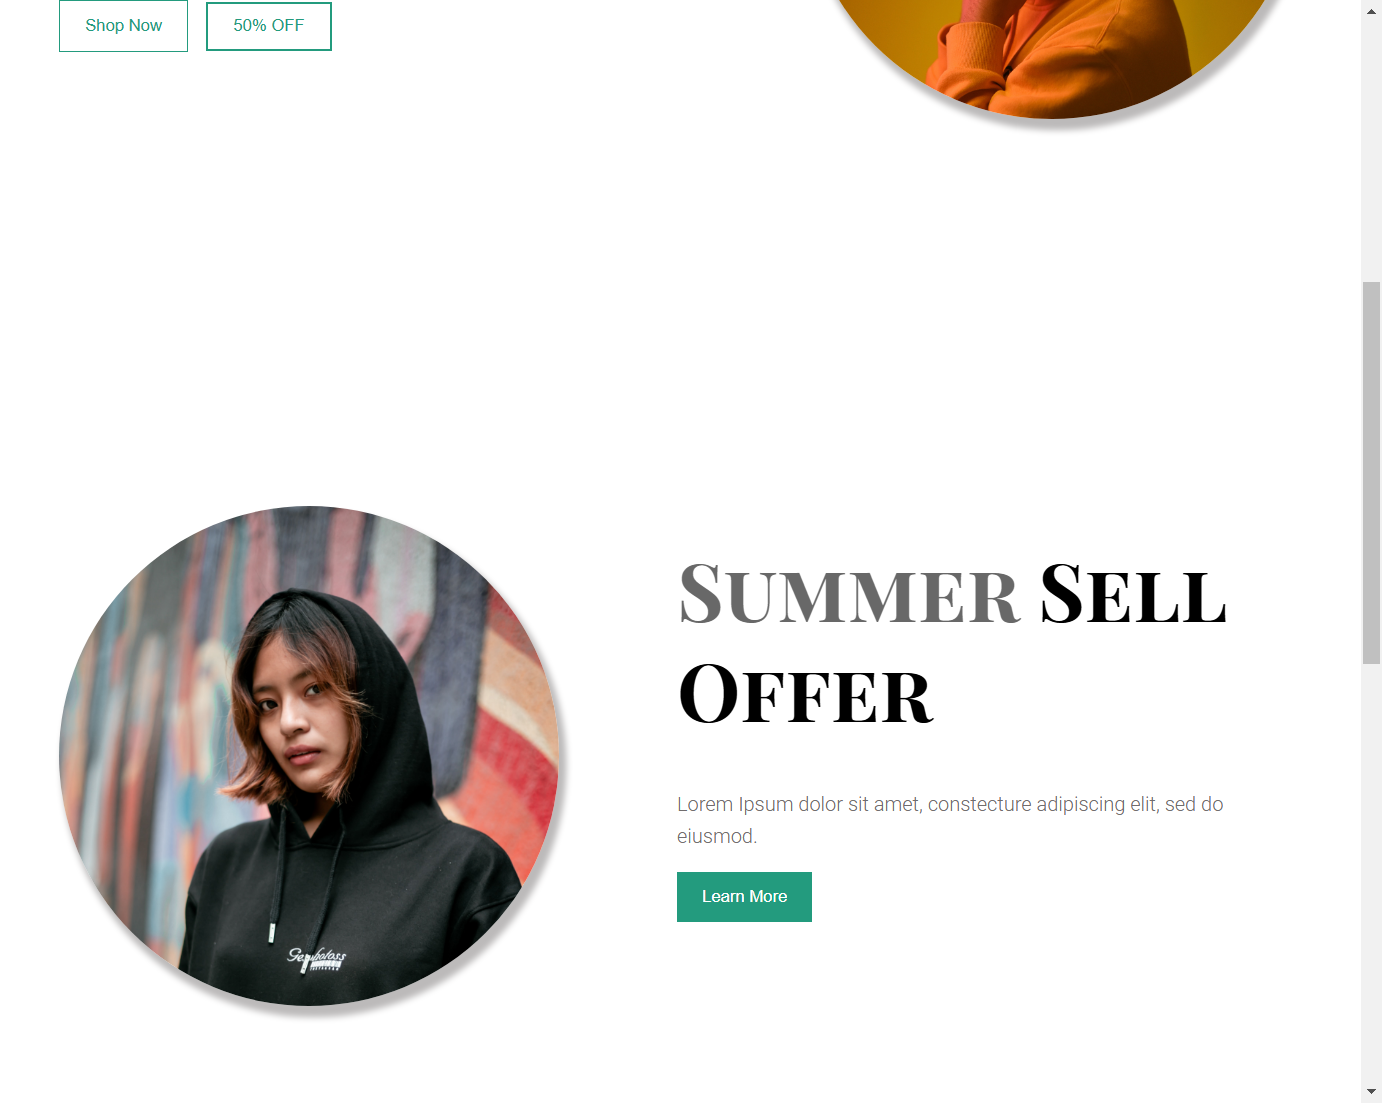 Shop Now 50% OFF
Summer Sell
Offer
Lorem Ipsum dolor sit amet, constecture adipiscing elit, sed do
eiusmod.
Learn More